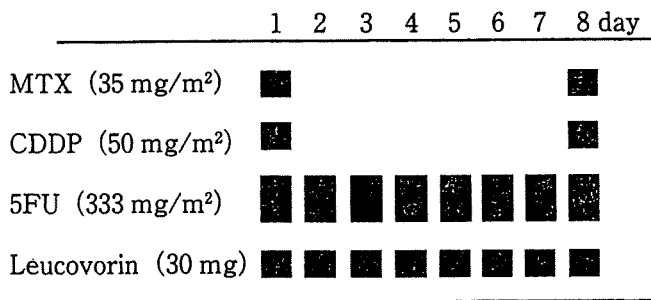 1 2 3 4 5 6 7 8 day
MTX (35 mg/m²)
CDDP (50 mg/m²)
5FU (333 mg/m²)
Leucovorin (30 mg)